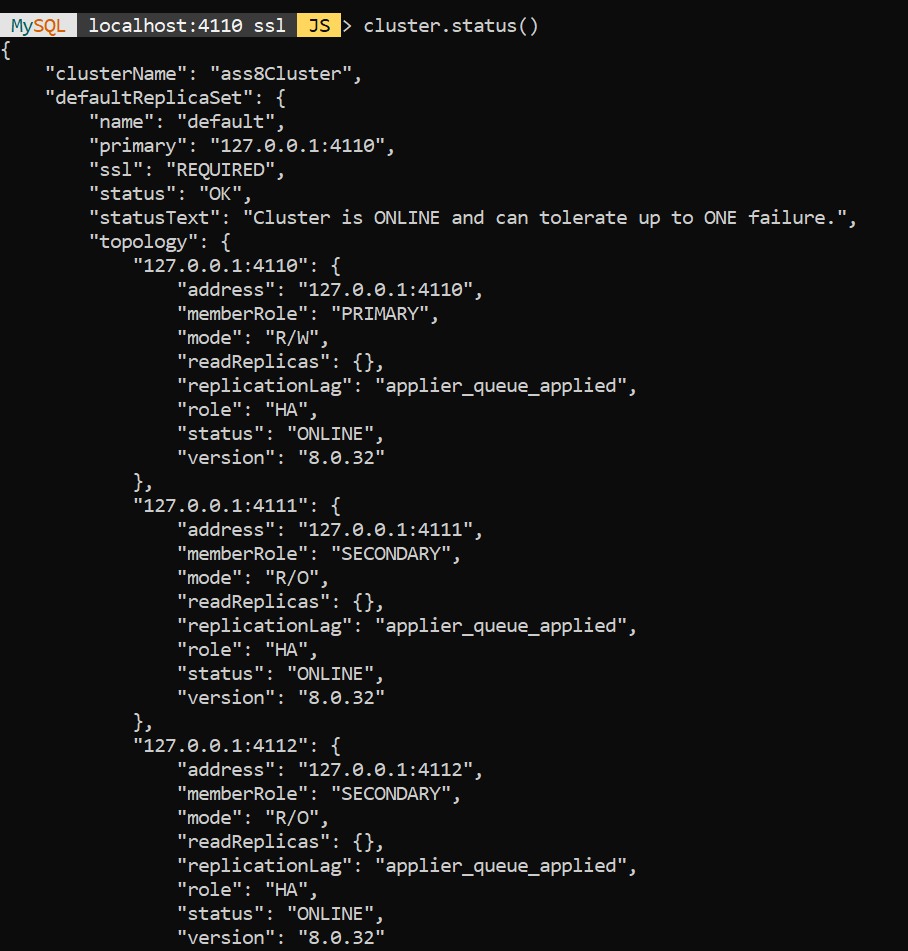 MySQL localhost:4110 ssl JS > cluster.status()
{
    "clusterName": "ass8Cluster",
    "defaultReplicaSet": {
        "name": "default",
        "primary": "127.0.0.1:4110",
        "ssl": "REQUIRED",
        "status": "OK",
        "statusText": "Cluster is ONLINE and can tolerate up to ONE failure.",
        "topology": {
            "127.0.0.1:4110": {
                "address": "127.0.0.1:4110",
                "memberRole": "PRIMARY",
                "mode": "R/W",
                "readReplicas": {},
                "replicationLag": "applier_queue_applied",
                "role": "HA",
                "status": "ONLINE",
                "version": "8.0.32"
            },
            "127.0.0.1:4111": {
                "address": "127.0.0.1:4111",
                "memberRole": "SECONDARY",
                "mode": "R/O",
                "readReplicas": {},
                "replicationLag": "applier_queue_applied",
                "role": "HA",
                "status": "ONLINE",
                "version": "8.0.32"
            },
            "127.0.0.1:4112": {
                "address": "127.0.0.1:4112",
                "memberRole": "SECONDARY",
                "mode": "R/O",
                "readReplicas": {},
                "replicationLag": "applier_queue_applied",
                "role": "HA",
                "status": "ONLINE",
                "version": "8.0.32"